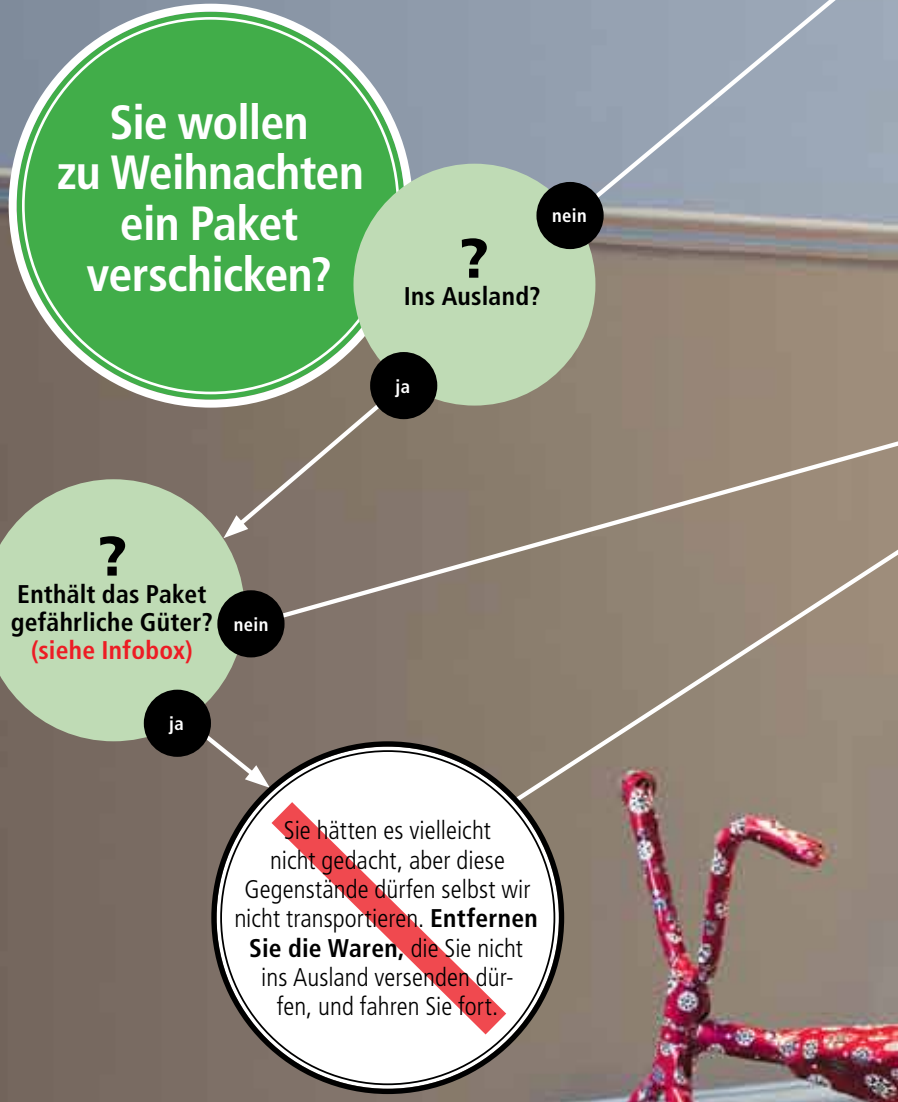 Sie wollen
zu Weihnachten
ein Paket
verschicken?
?
Ins Ausland?
nein
ja
?
Enthält das Paket
gefährliche Güter?
(siehe Infobox)
nein
ja
Sie hätten es vielleicht
nicht gedacht, aber diese
Gegenstände dürfen selbst wir
nicht transportieren. Entfernen
Sie die Waren, die Sie nicht
ins Ausland versenden dür-
fen, und fahren Sie fort.